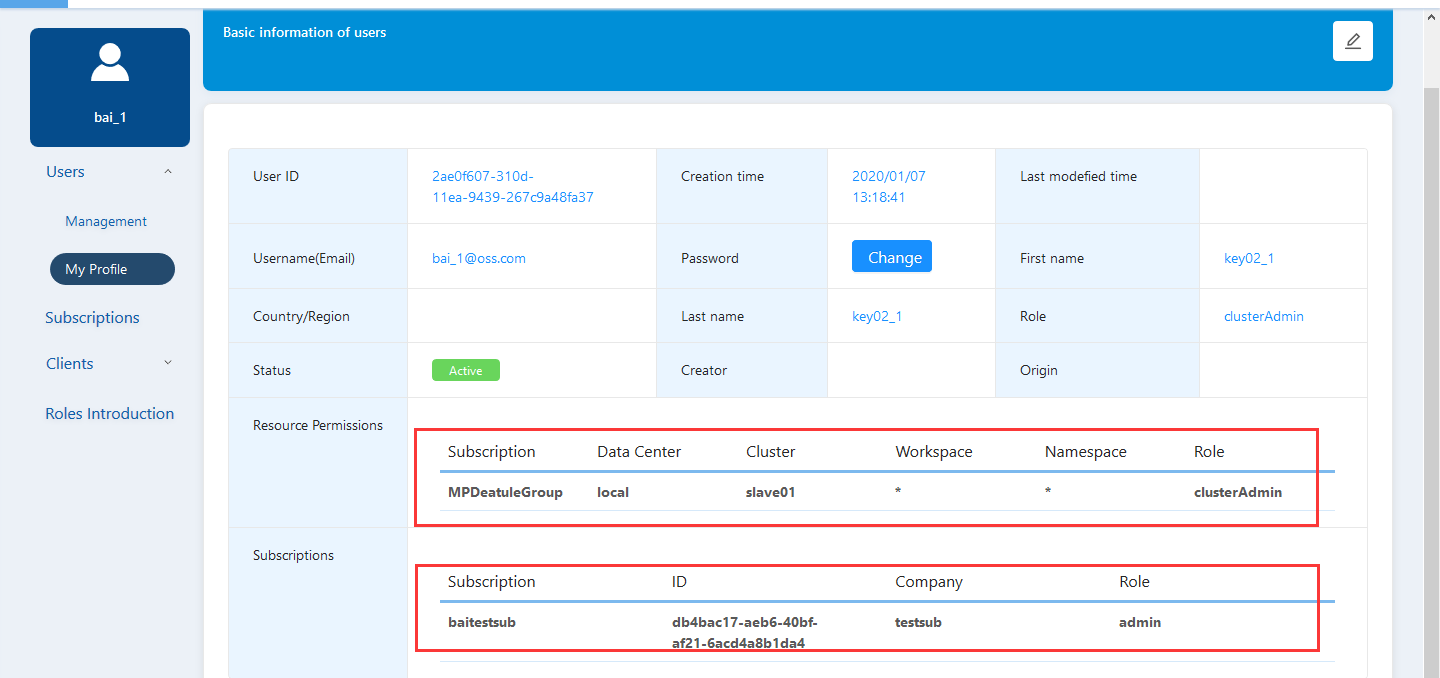 Basic information of users
bai_1
Users
Management
My Profile
Subscriptions
Clients
Roles Introduction
User ID
2ae0f607-310d-
11ea-9439-267c9a48fa37
Creation time
2020/01/07
13:18:41
Last modefied time
Username(Email)
bai_1@oss.com
Password
Change
First name
key02_1
Country/Region
Last name
key02_1
Role
clusterAdmin
Status
Active
Creator
Origin
Resource Permissions
Subscription Data Center Cluster Workspace Namespace Role
MPDeatuleGroup local slave01 * * clusterAdmin
Subscriptions
Subscription ID Company Role
baitestsub db4bac17-aeb6-40bf- testsub admin
af21-6acd4a8b1da4